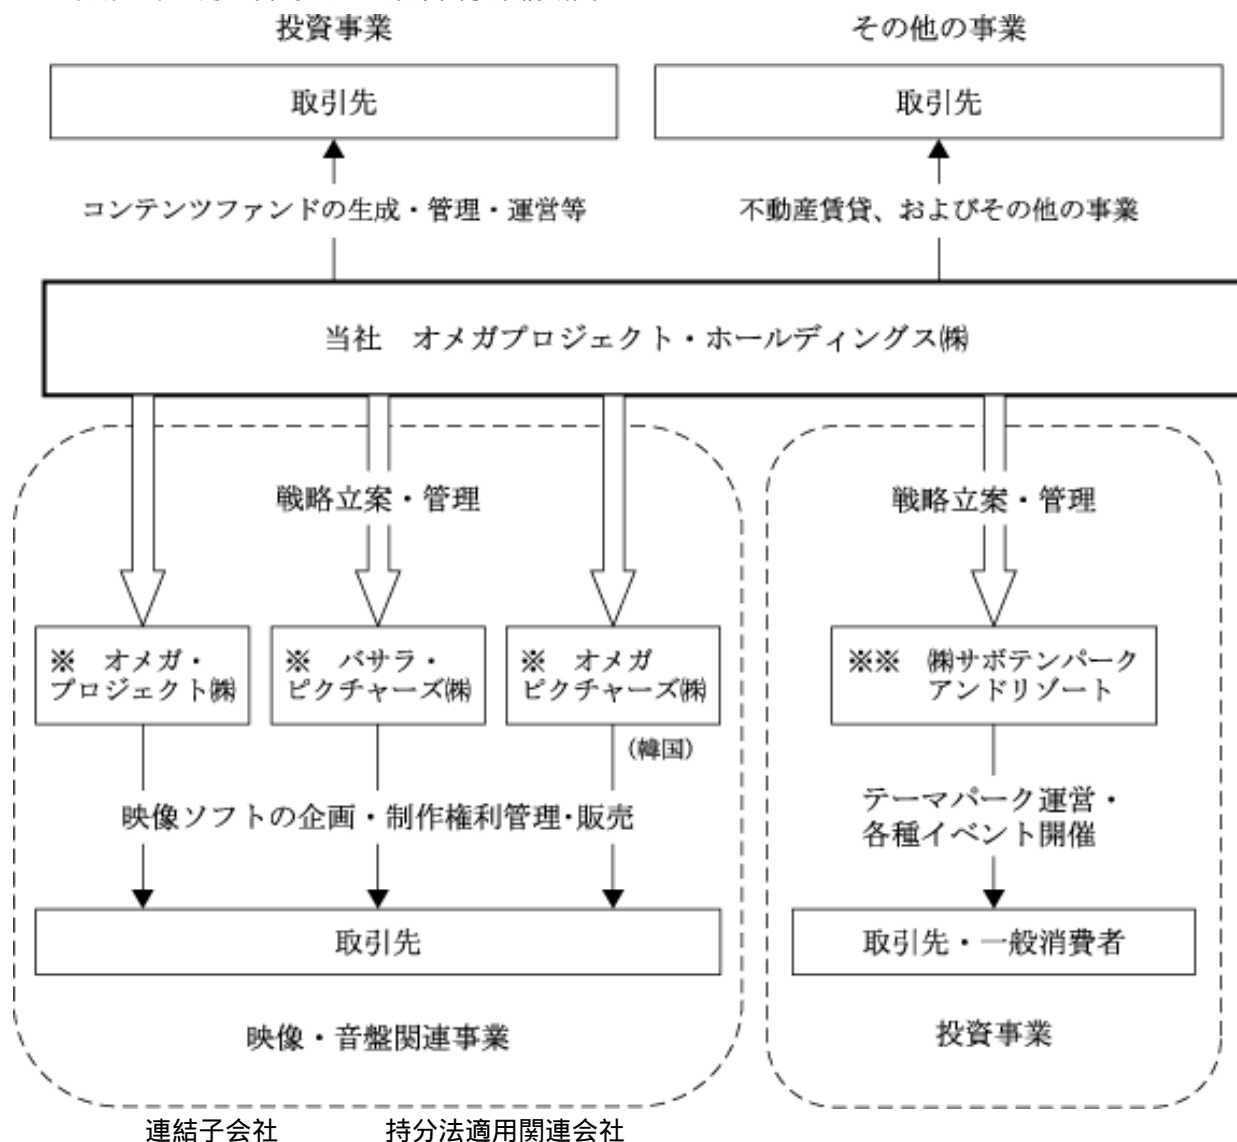 投資事業
その他の事業
取引先
取引先
コンテンツファンドの生成・管理・運営等
不動産賃貸、およびその他の事業
当社 オメガプロジェクト・ホールディングス㈱
戦略立案・管理
戦略立案・管理
※ オメガ・
プロジェクト㈱
※ バサラ・
ピクチャーズ㈱
※ オメガ
ピクチャーズ㈱
(韓国)
※※ ㈱サボテンパーク
アンドリゾート
映像ソフトの企画・制作権利管理・販売
テーマパーク運営・
各種イベント開催
取引先
取引先・一般消費者
映像・音盤関連事業
投資事業
連結子会社 持分法適用関連会社